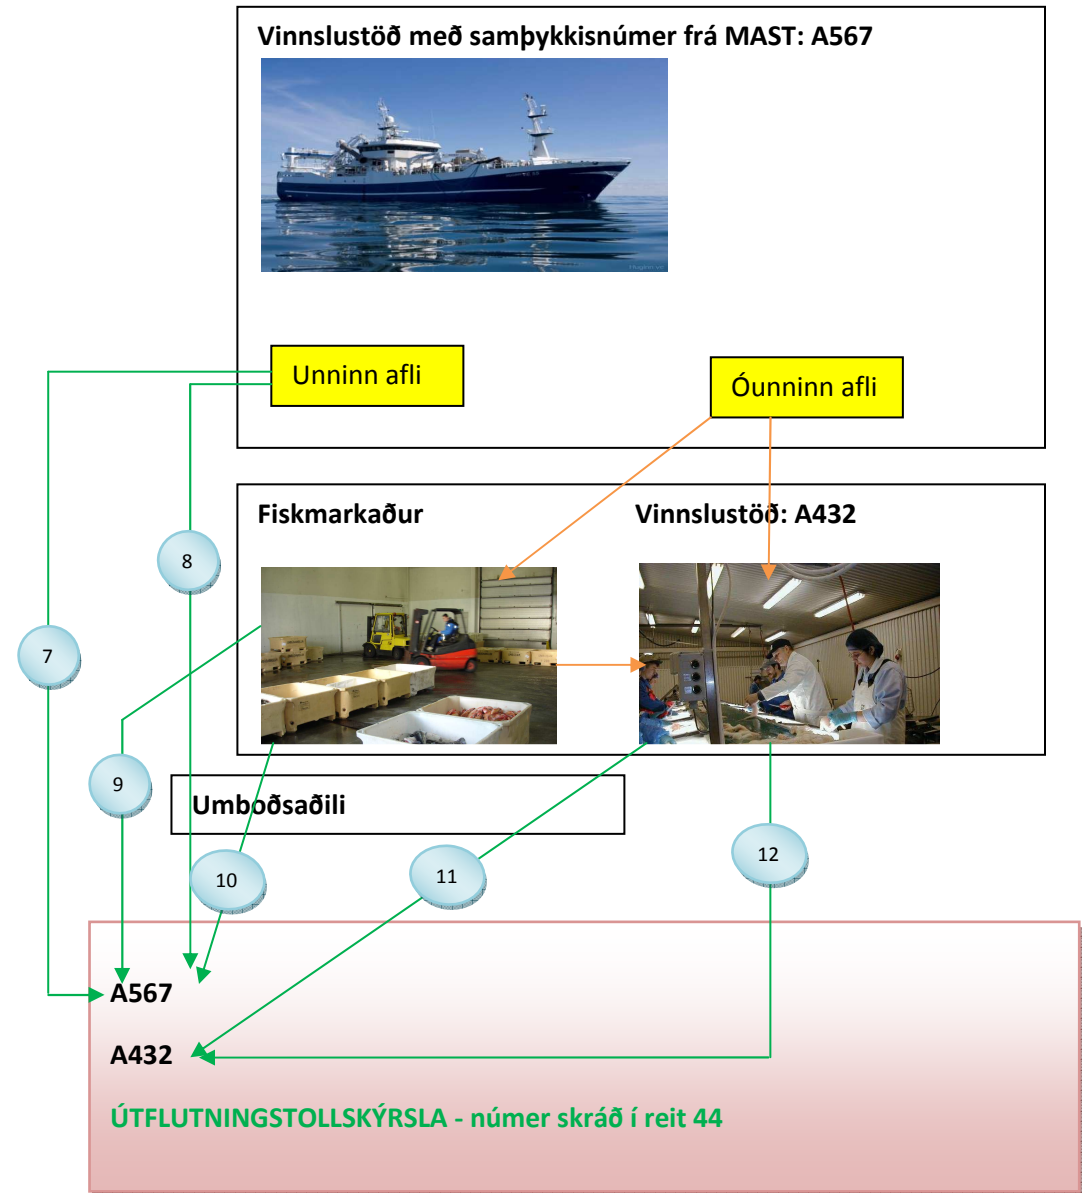 Vinnslustöð með samþykkisnúmer frá MAST: A567
Unninn afli
Óunninn afli
Fiskmarkaður
Vinnslustöð: A432
8
7
9
Umboðsaðili
10
11
12
A567
A432
ÚTFLUTNINGSTOLLSKÝRSLA - númer skráð í reit 44